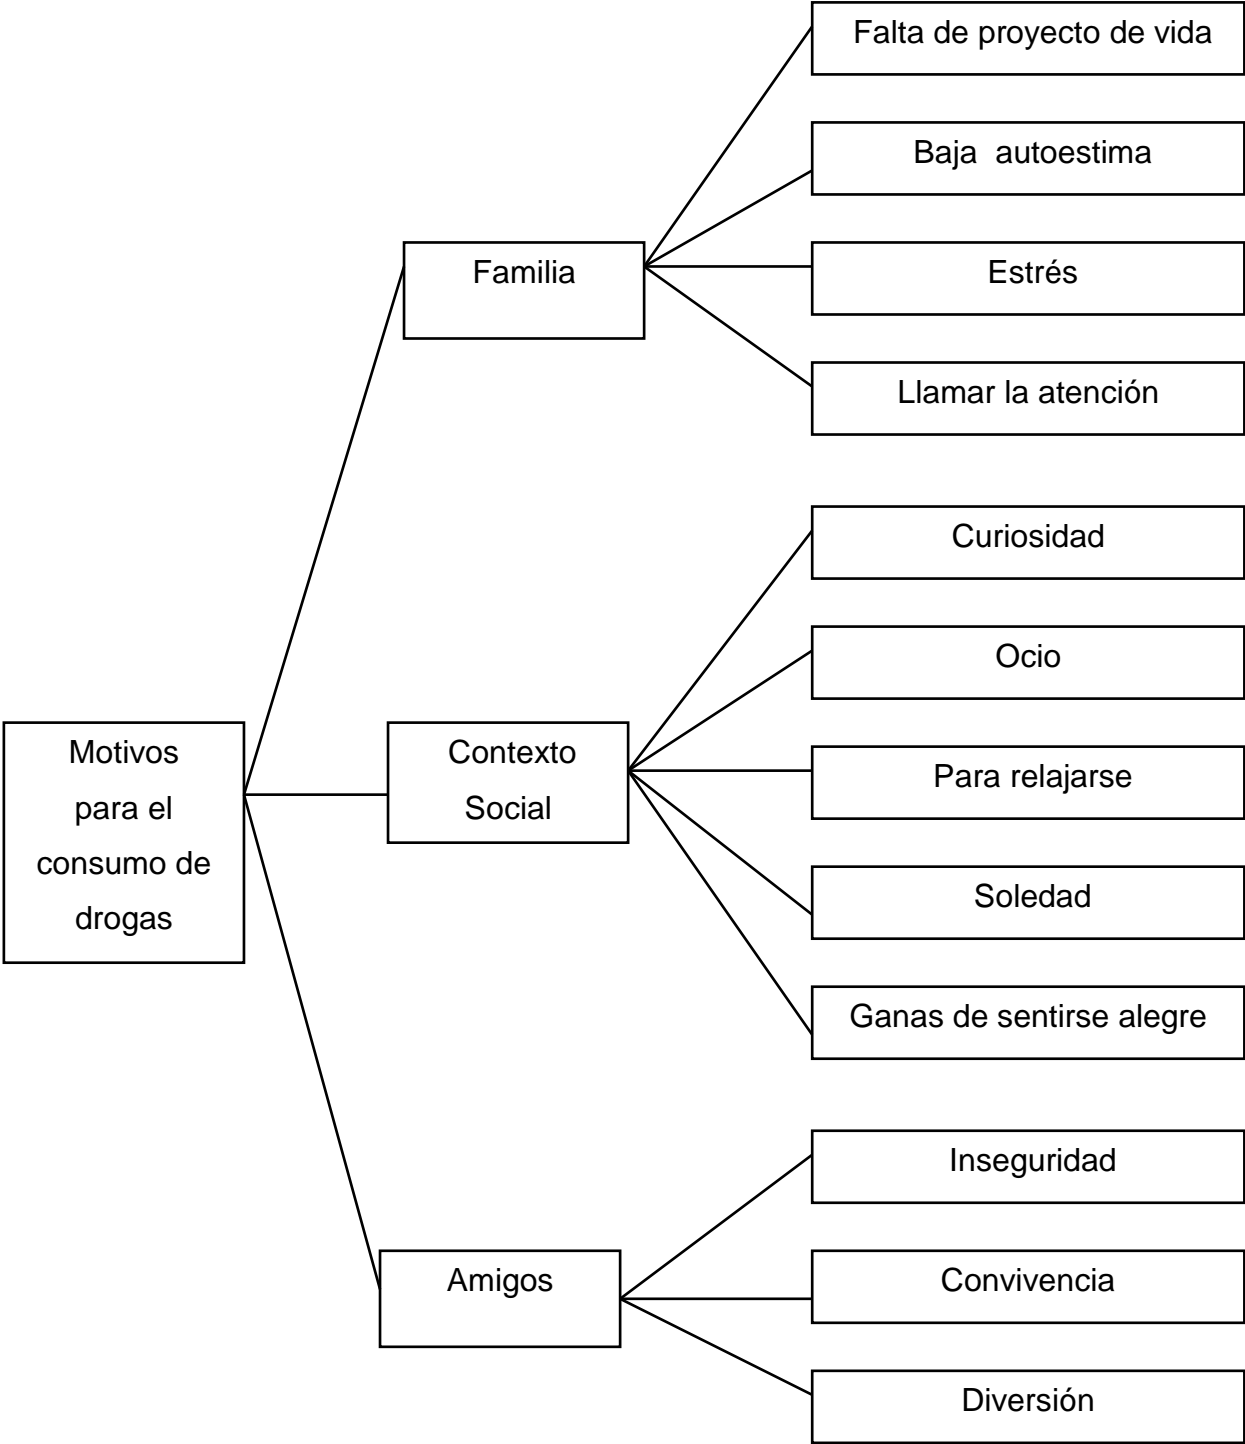 Falta de proyecto de vida
Baja autoestima
Familia
Estrés
Llamar la atención
Curiosidad
Ocio
Motivos
para el
consumo de
drogas
Contexto
Social
Para relajarse
Soledad
Ganas de sentirse alegre
Inseguridad
Amigos
Convivencia
Diversión